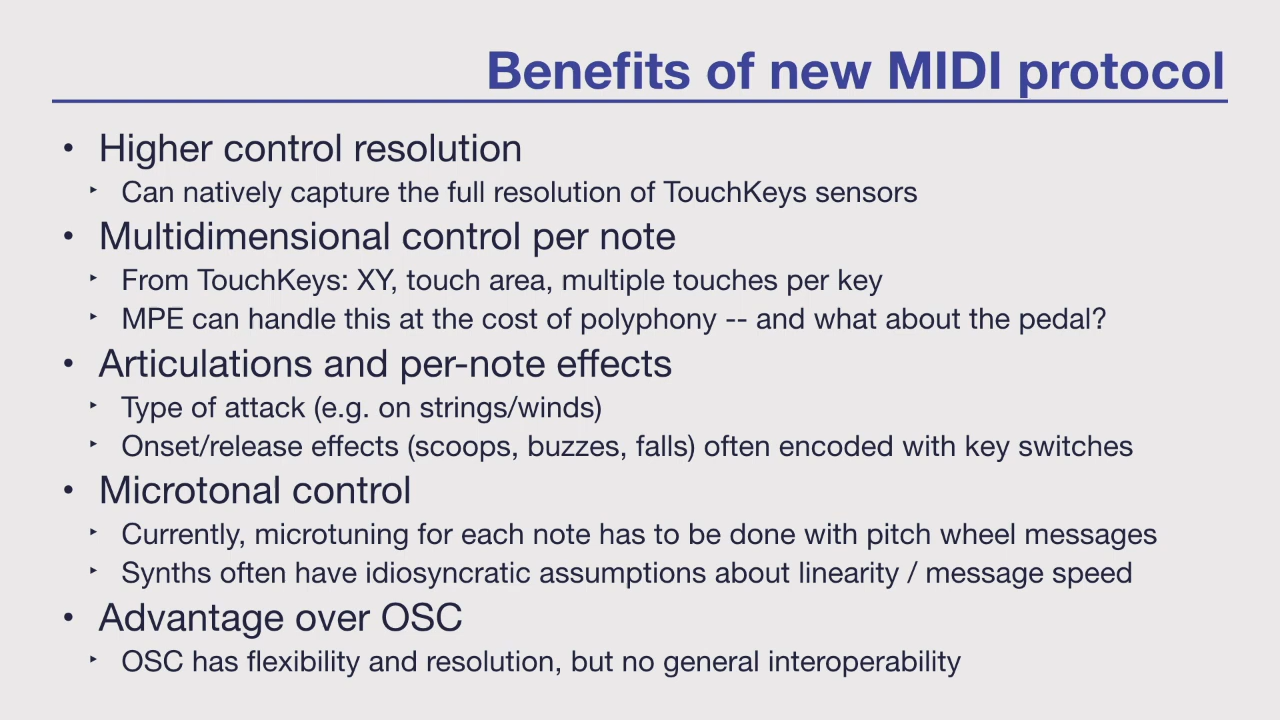 Benefits of new MIDI protocol
• Higher control resolution
‣ Can natively capture the full resolution of TouchKeys sensors
• Multidimensional control per note
‣ From TouchKeys: XY, touch area, multiple touches per key
‣ MPE can handle this at the cost of polyphony -- and what about the pedal?
• Articulations and per-note effects
‣ Type of attack (e.g. on strings/winds)
‣ Onset/release effects (scoops, buzzes, falls) often encoded with key switches
• Microtonal control
‣ Currently, microtuning for each note has to be done with pitch wheel messages
‣ Synths often have idiosyncratic assumptions about linearity / message speed
• Advantage over OSC
‣ OSC has flexibility and resolution, but no general interoperability